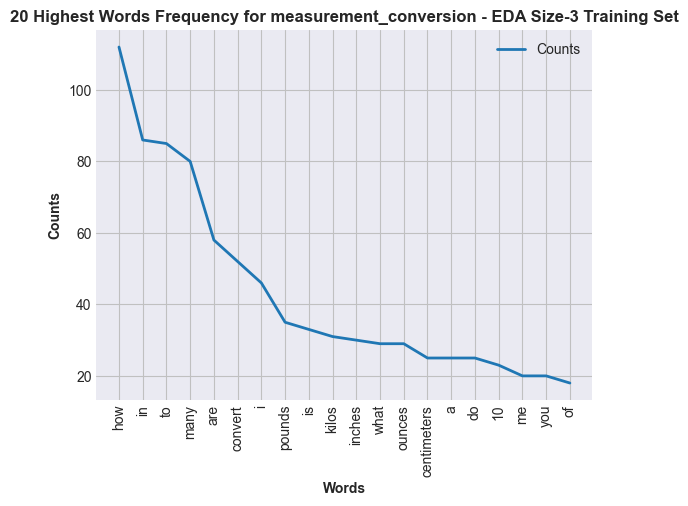 20 Highest Words Frequency for measurement_conversion - EDA Size-3 Training Set
Counts
100
80
60
40
20
Counts
how
in
to
many
are
convert
i
pounds
is
kilos
inches
what
ounces
centimeters
a
do
10
me
you
of
Words